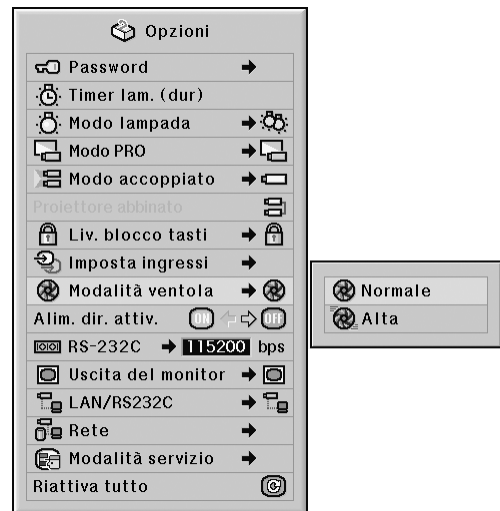 Opzioni
Password
Timer lam. (dur)
Modo lampada
Modo PRO
Modo accoppiato
Proiettore abbinato
Liv. blocco tasti
Imposta ingressi
Modalità ventola
Alim. dir. attiv. ON OFF
RS-232C 115200 bps
Uscita del monitor
LAN/RS232C
Rete
Modalità servizio
Riattiva tutto
Normale
Alta